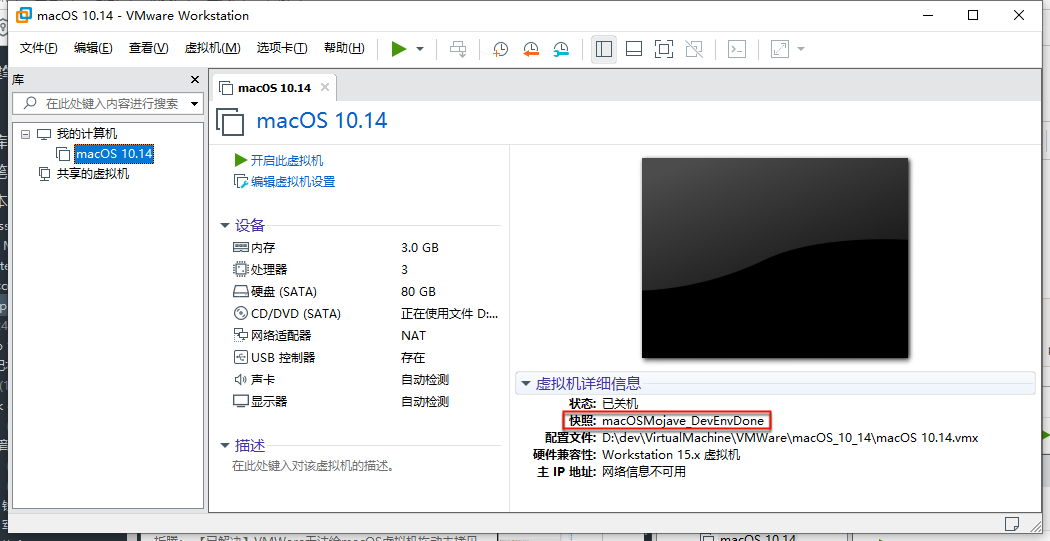 macOS 10.14 - VMware Workstation
文件(F) 编辑(E) 查看(V) 虚拟机(M) 选项卡(T) 帮助(H)
库
在此处键入内容进行搜索
我的计算机
macOS 10.14
共享的虚拟机
macOS 10.14
macOS 10.14
开启此虚拟机
编辑虚拟机设置
设备
内存 3.0 GB
处理器 3
硬盘 (SATA) 80 GB
CD/DVD (SATA) 正在使用文件 D:...
网络适配器 NAT
USB 控制器 存在
声卡 自动检测
显示器 自动检测
描述
在此处键入对该虚拟机的描述。
虚拟机详细信息
状态: 已关机
快照: macOSMojave_DevEnvDone
配置文件: D:\dev\VirtualMachine\VMWare\macOS_10_14\macOS 10.14.vmx
硬件兼容性: Workstation 15.x 虚拟机
主 IP 地址: 网络信息不可用